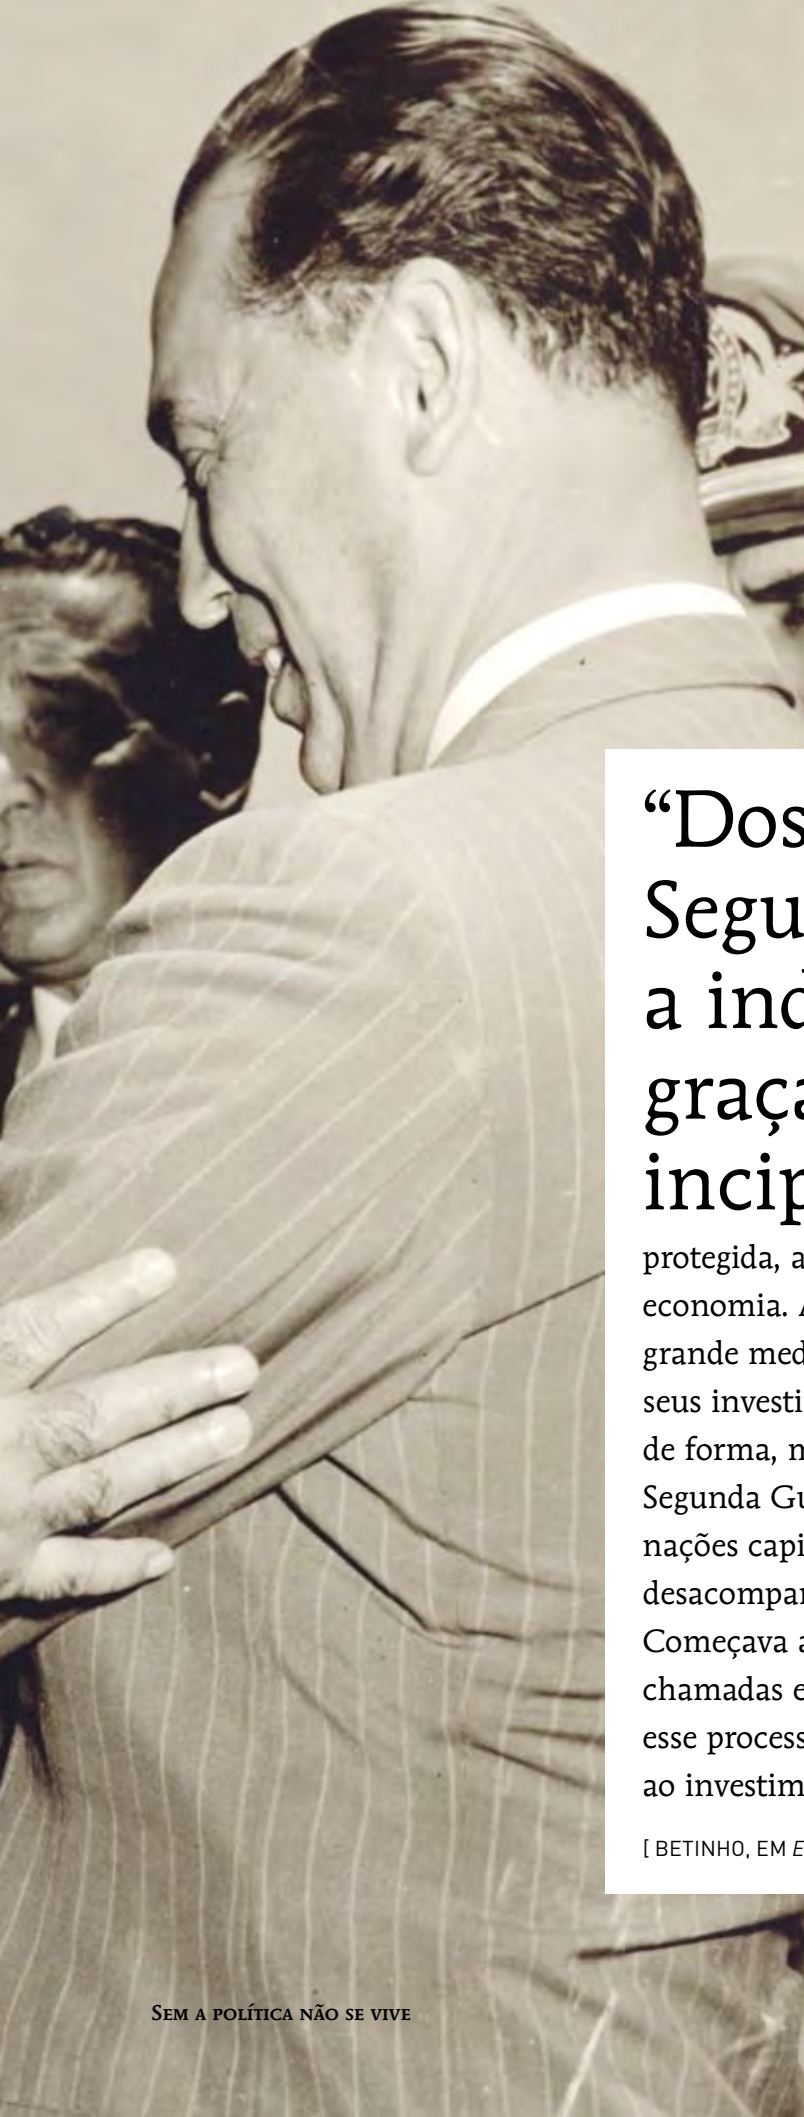 “Dos
Segu
a ind
graça
incip
protegida, a
economia. A
grande med
seus investi
de forma, m
Segunda Gu
nações capi
desacompar
Começava a
chamadas e
esse process
ao investim
[ BETINHO, EM E
SEM A POLÍTICA NÃO SE VIVE